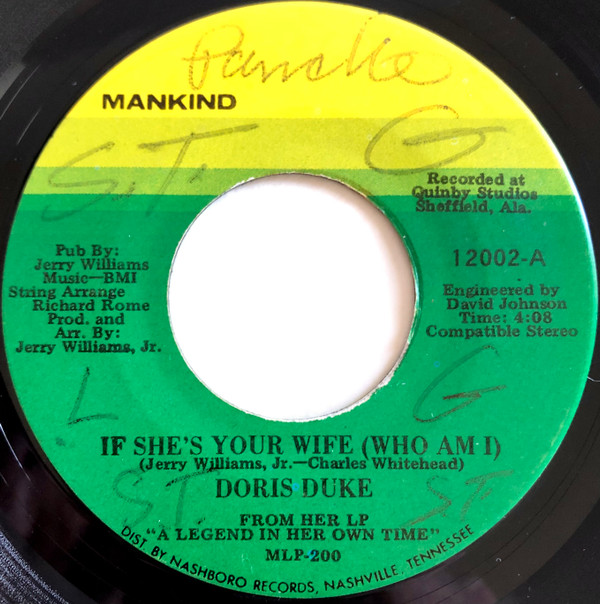 MANKIND
S.T.
G
Recorded at
Quinby Studios
Sheffield, Ala.
Pub By:
Jerry Williams
Music—BMI
String Arrange
Richard Rome
Prod. and
Arr. By:
Jerry Williams, Jr.
12002-A
Engineered by
David Johnson
Time: 4:08
Compatible Stereo
L
G
IF SHE'S YOUR WIFE (WHO AM I)
(Jerry Williams, Jr.—Charles Whitehead)
DORIS DUKE
ST.
ST.
FROM HER LP
"A LEGEND IN HER OWN TIME"
MLP-200
DIST. BY NASHBORO RECORDS, NASHVILLE, TENNESSEE